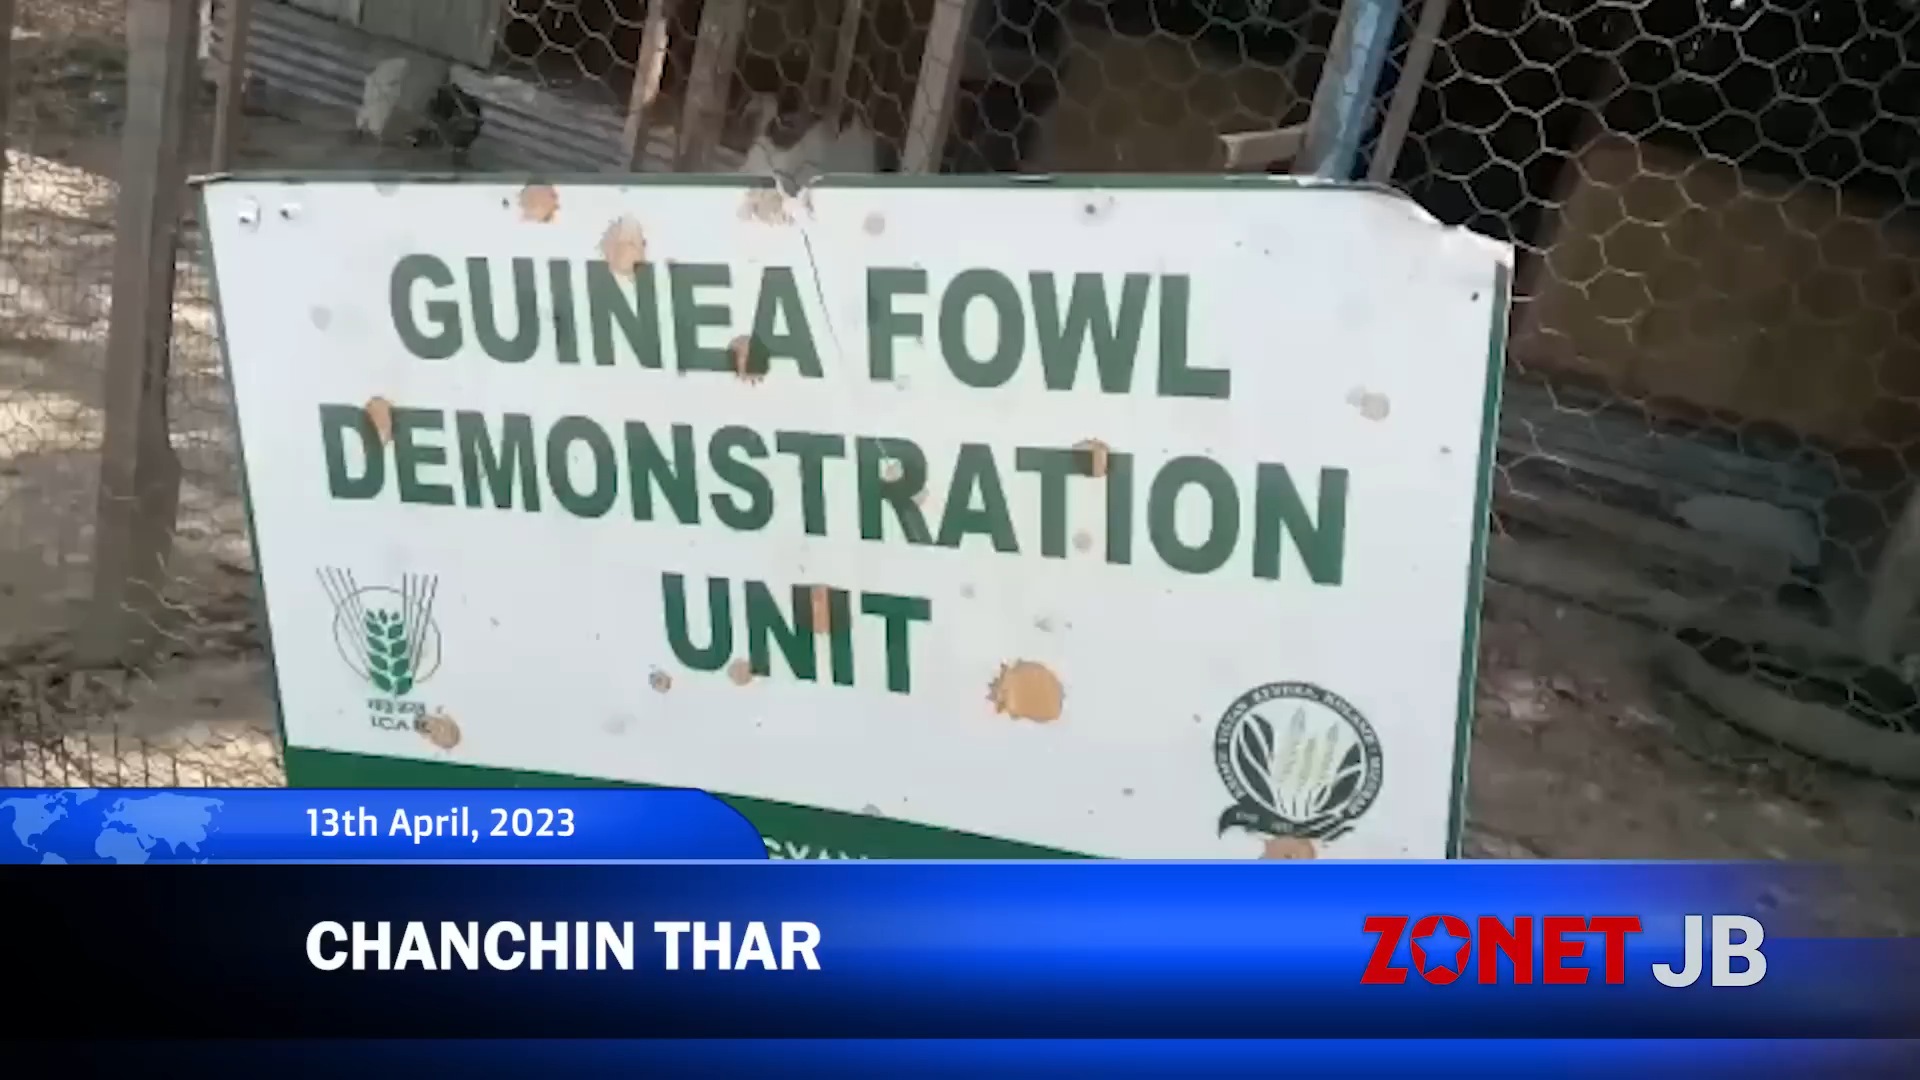 GUINEA FOWL
DEMONSTRATION
UNIT
13th April, 2023
CHANCHIN THAR
ZONET JB